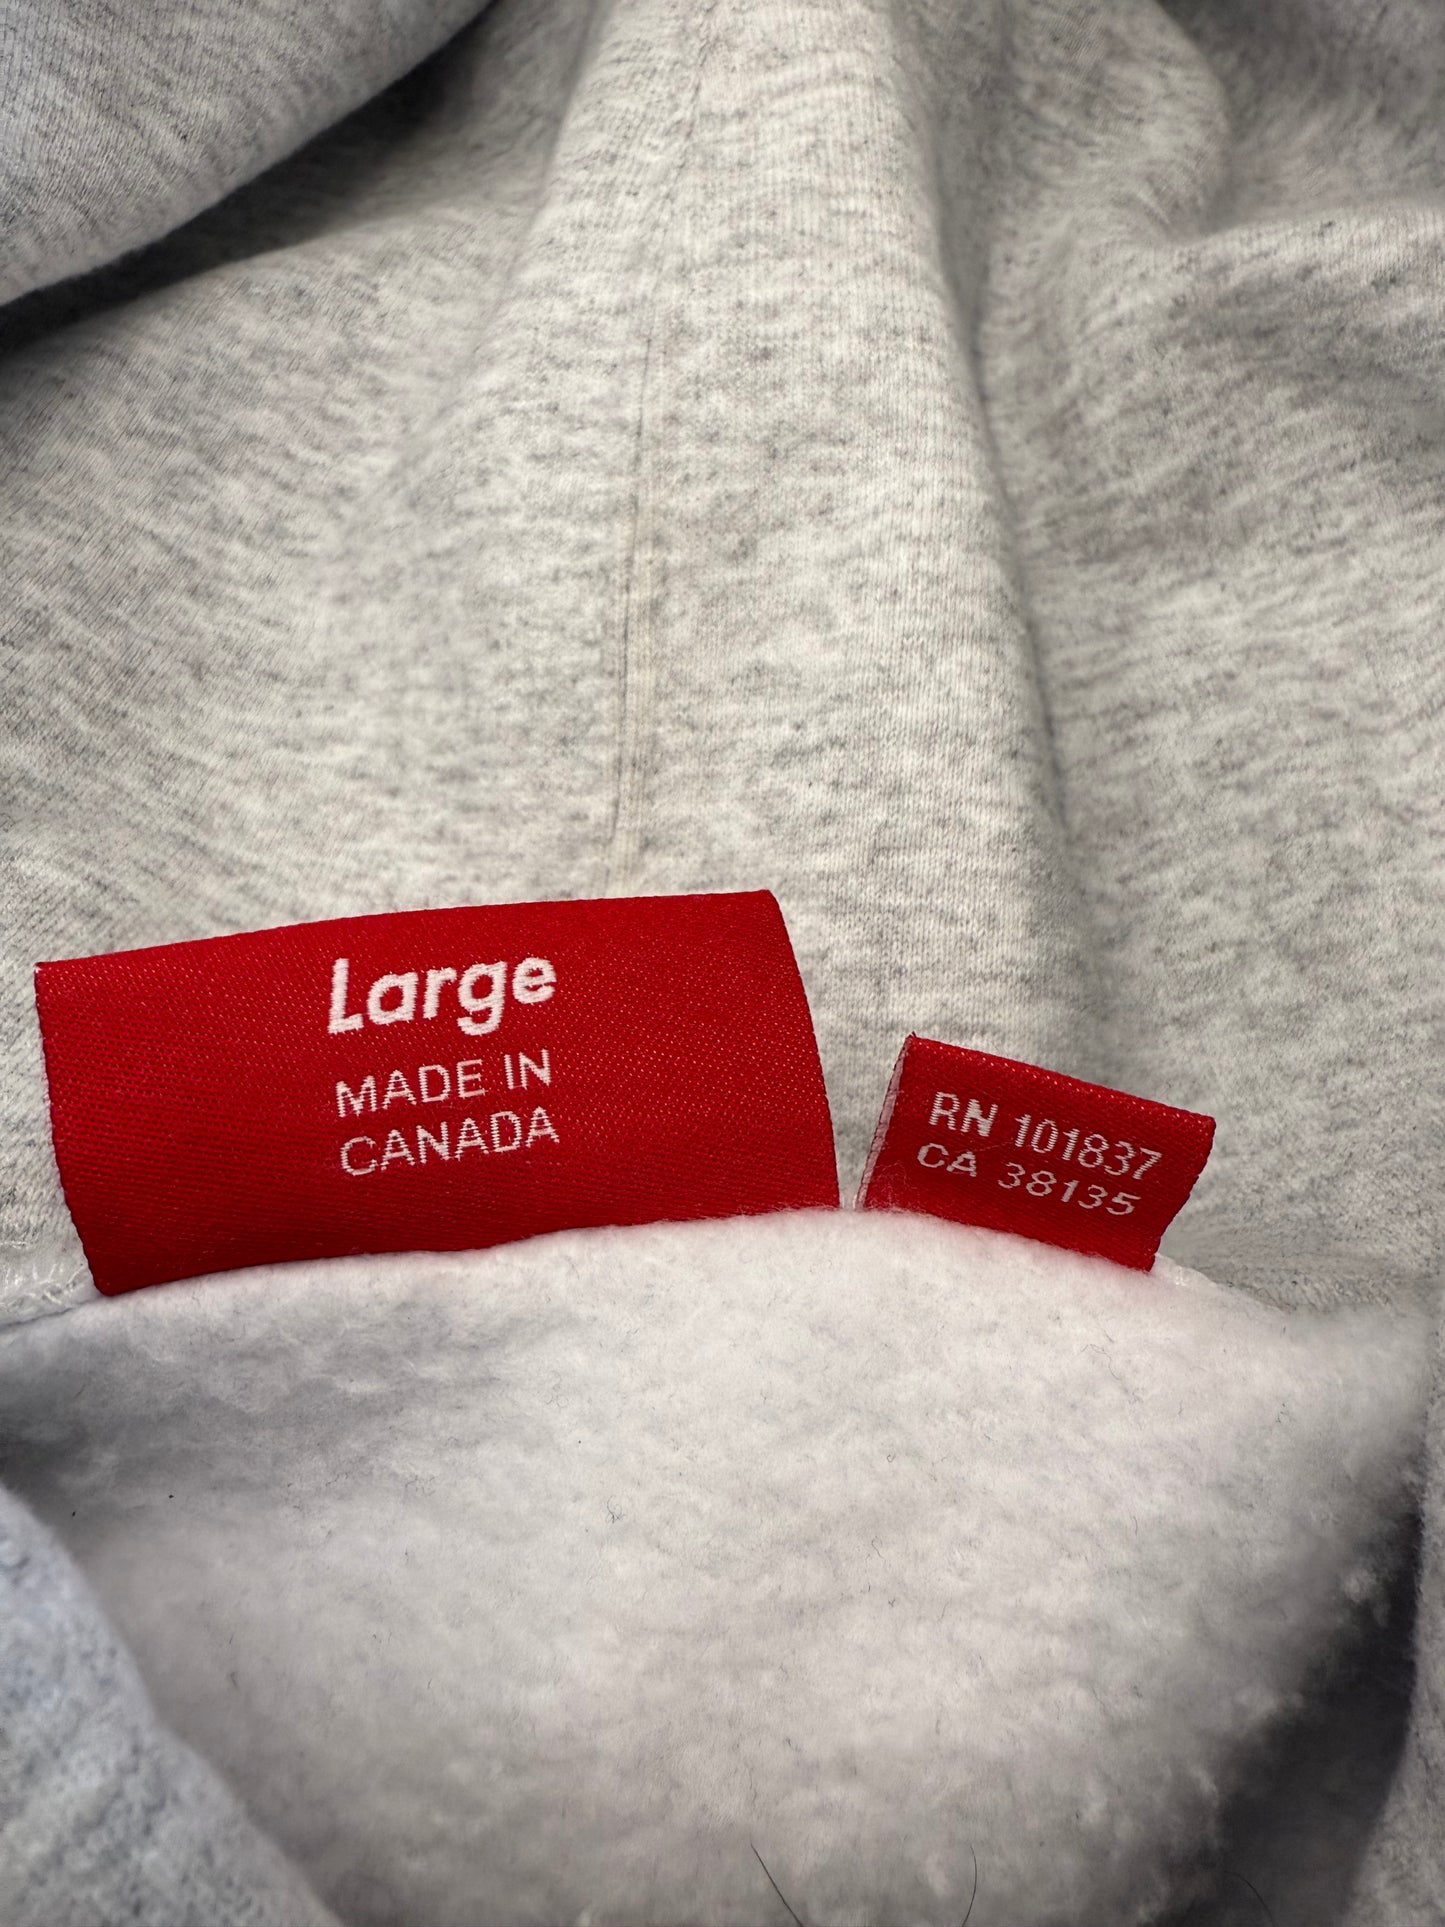 Large
MADE IN
CANADA
RN 101837
CA 38135